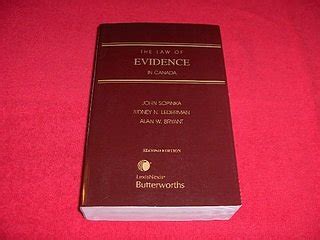 THE LAW OF
EVIDENCE
IN CANADA
JOHN SOPINKA
SIDNEY N. LEDERMAN
ALAN W. BRYANT
SECOND EDITION
LexisNexis
Butterworths